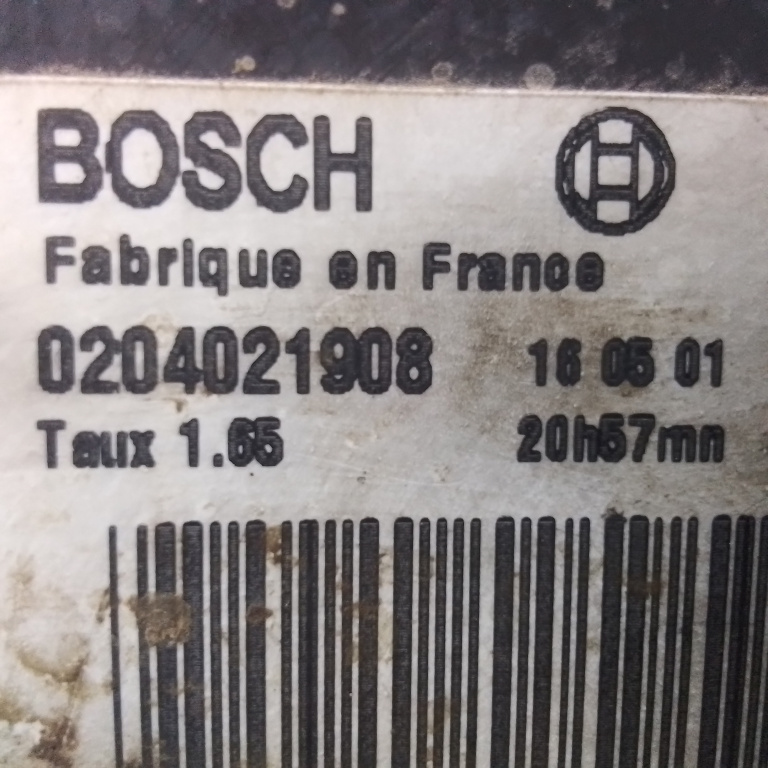 BOSCH
Fabrique en France
0204021908 16 05 01
Taux 1.65 20h57mn